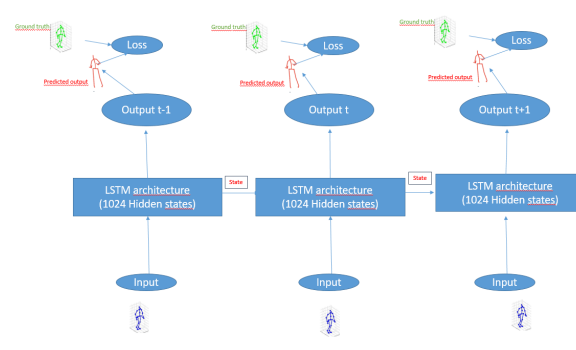 Ground truth
Loss
Predicted output
Output t-1
LSTM architecture
(1024 Hidden states)
Input
State
Ground truth
Loss
Predicted output
Output t
LSTM architecture
(1024 Hidden states)
Input
State
Ground truth
Loss
Predicted output
Output t+1
LSTM architecture
(1024 Hidden states)
Input